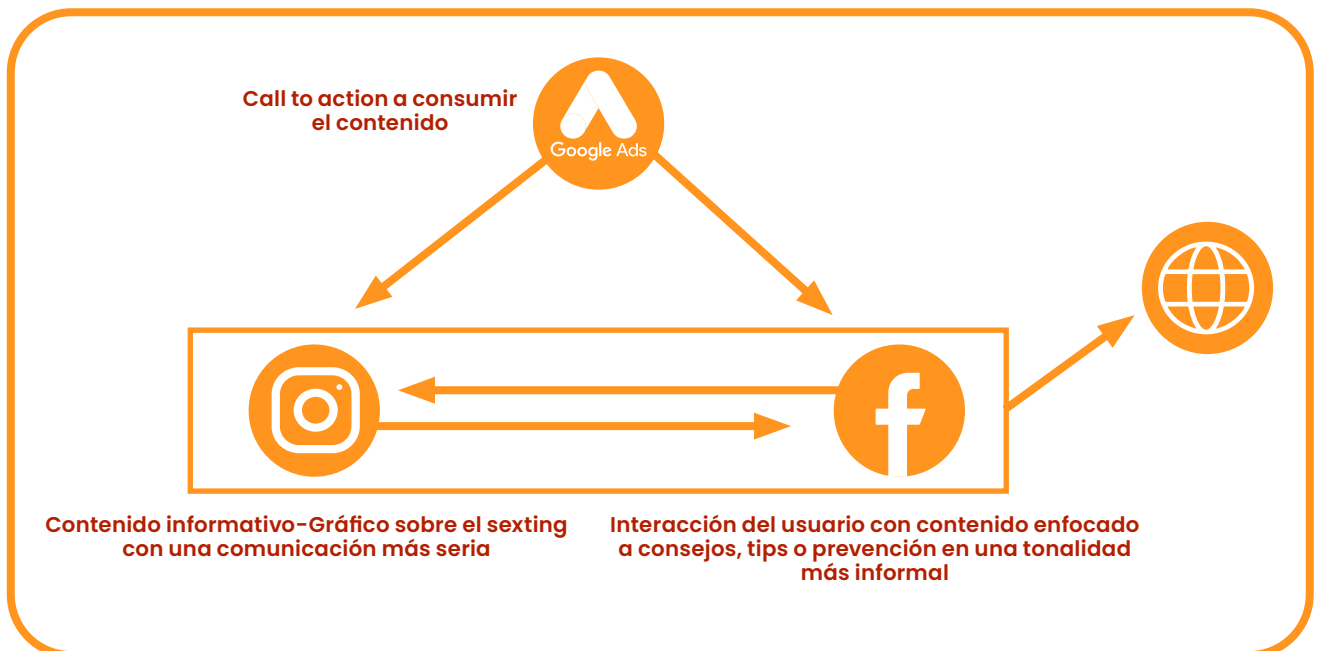 Call to action a consumir
el contenido
Google Ads
Contenido informativo-Gráfico sobre el sexting
con una comunicación más seria
Interacción del usuario con contenido enfocado
a consejos, tips o prevención en una tonalidad
más informal